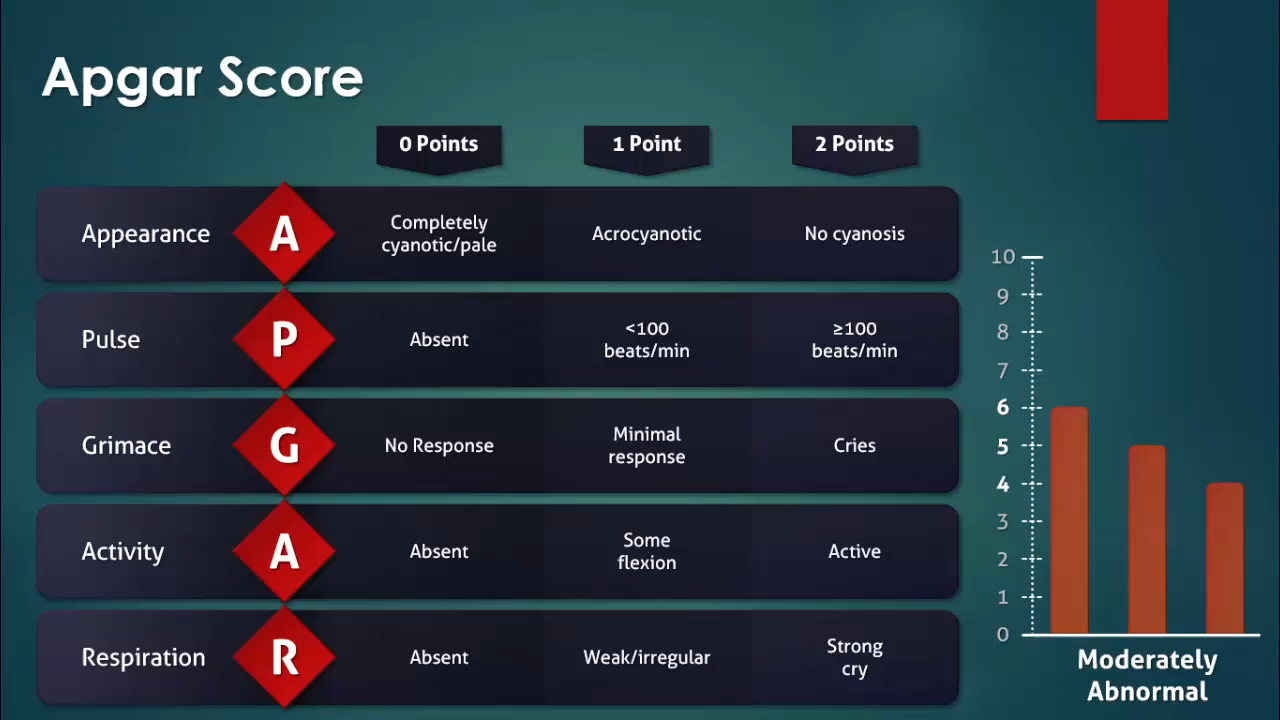 Apgar Score
0 Points
1 Point
2 Points
Appearance
A
Completely
cyanotic/pale
Acrocyanotic
No cyanosis
Pulse
P
Absent
<100
beats/min
≥100
beats/min
Grimace
G
No Response
Minimal
response
Cries
Activity
A
Absent
Some
flexion
Active
Respiration
R
Absent
Weak/irregular
Strong
cry
10
9
8
7
6
5
4
3
2
1
0
Moderately
Abnormal